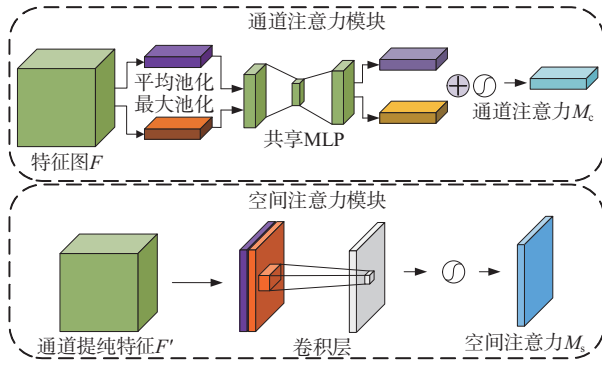 通道注意力模块
平均池化
最大池化
特征图F
共享MLP
通道注意力Mc
空间注意力模块
通道提纯特征F′
卷积层
空间注意力Ms